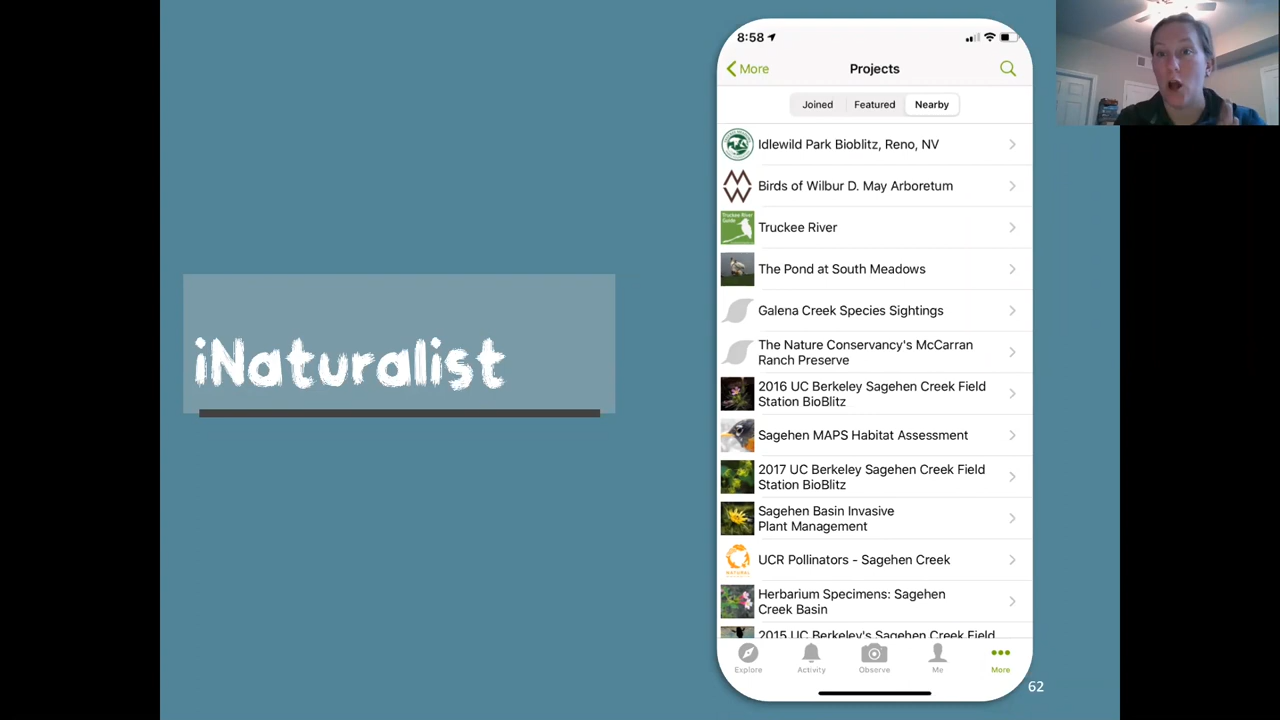 iNaturalist
8:58
More
Projects
Joined Featured Nearby
Idlewild Park Bioblitz, Reno, NV
Birds of Wilbur D. May Arboretum
Truckee River Guide
Truckee River
The Pond at South Meadows
Galena Creek Species Sightings
The Nature Conservancy's McCarran
Ranch Preserve
2016 UC Berkeley Sagehen Creek Field
Station BioBlitz
Sagehen MAPS Habitat Assessment
2017 UC Berkeley Sagehen Creek Field
Station BioBlitz
Sagehen Basin Invasive
Plant Management
UCR Pollinators - Sagehen Creek
Herbarium Specimens: Sagehen
Creek Basin
2015 UC Berkeley's Sagehen Creek Field
Explore Activity Observe Me More
62